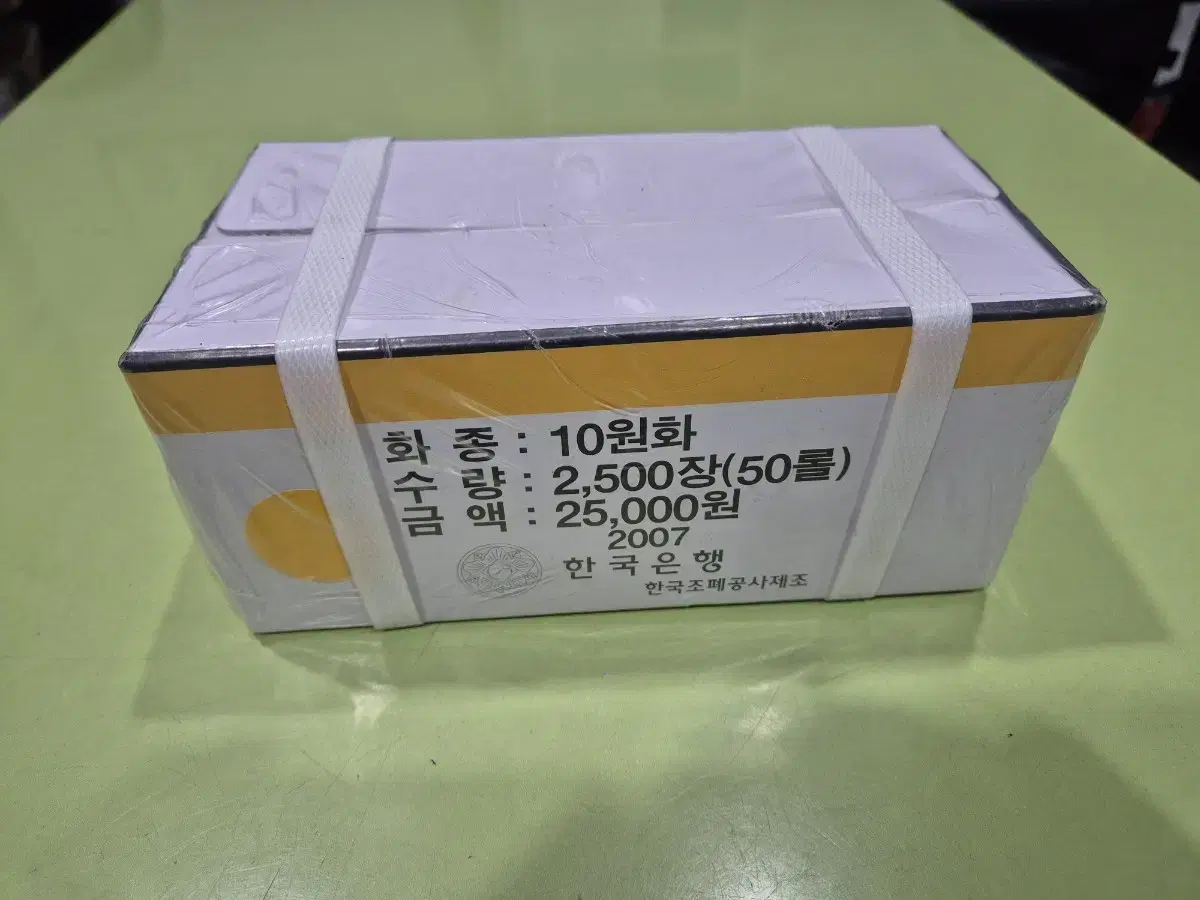 화 종 : 10원화
수 량 : 2,500장(50롤)
금 액 : 25,000원
2007
한국은행
한국조폐공사제조